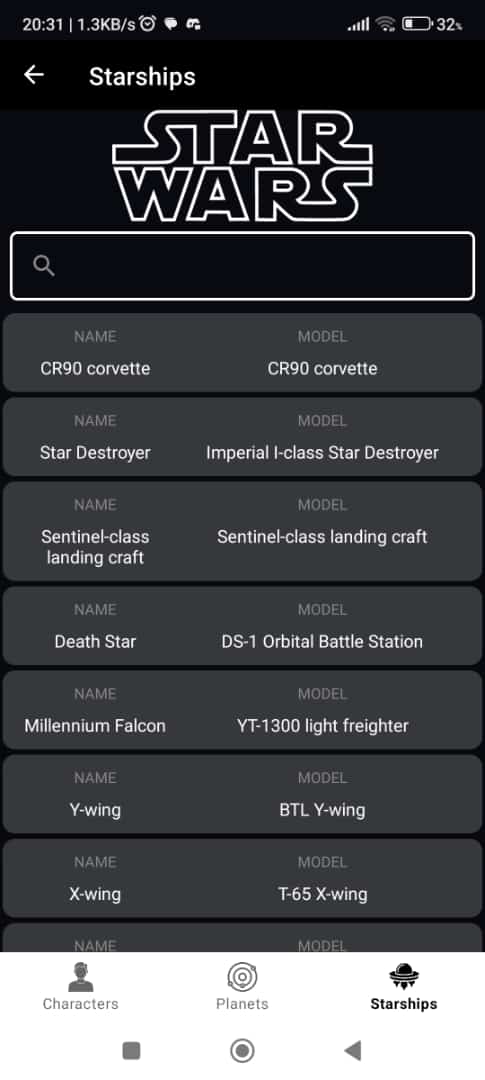 20:31 | 1.3KB/s 32%
Starships
STAR
WARS
NAME MODEL
CR90 corvette CR90 corvette
NAME MODEL
Star Destroyer Imperial I-class Star Destroyer
NAME MODEL
Sentinel-class Sentinel-class landing craft
landing craft
NAME MODEL
Death Star DS-1 Orbital Battle Station
NAME MODEL
Millennium Falcon YT-1300 light freighter
NAME MODEL
Y-wing BTL Y-wing
NAME MODEL
X-wing T-65 X-wing
NAME MODEL
Characters Planets Starships